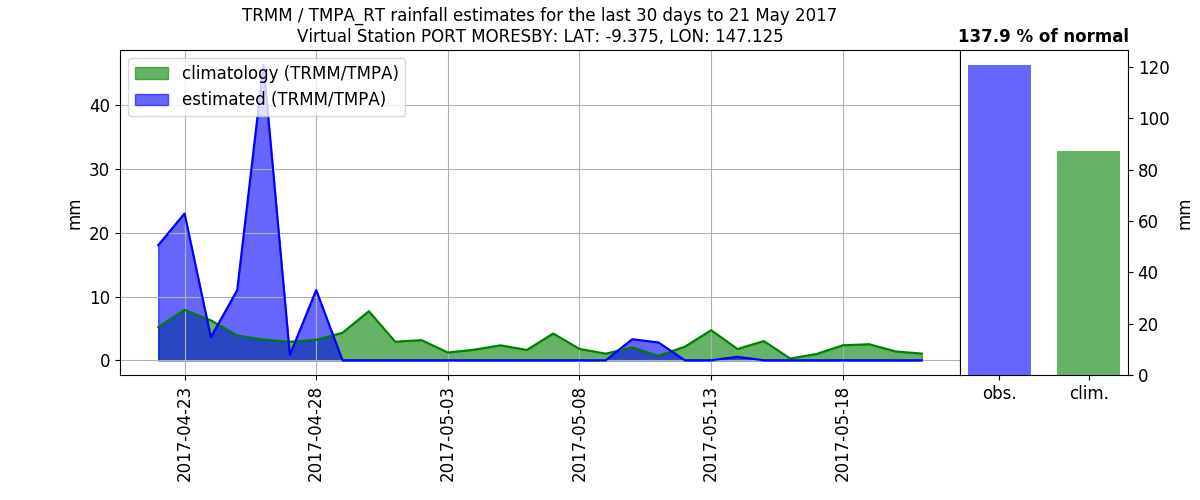 TRMM / TMPA_RT rainfall estimates for the last 30 days to 21 May 2017
Virtual Station PORT MORESBY: LAT: -9.375, LON: 147.125
137.9 % of normal
climatology (TRMM/TMPA)
estimated (TRMM/TMPA)
mm
40
30
20
10
0
2017-04-23
2017-04-28
2017-05-03
2017-05-08
2017-05-13
2017-05-18
obs.
clim.
120
100
80
60
40
20
0
mm